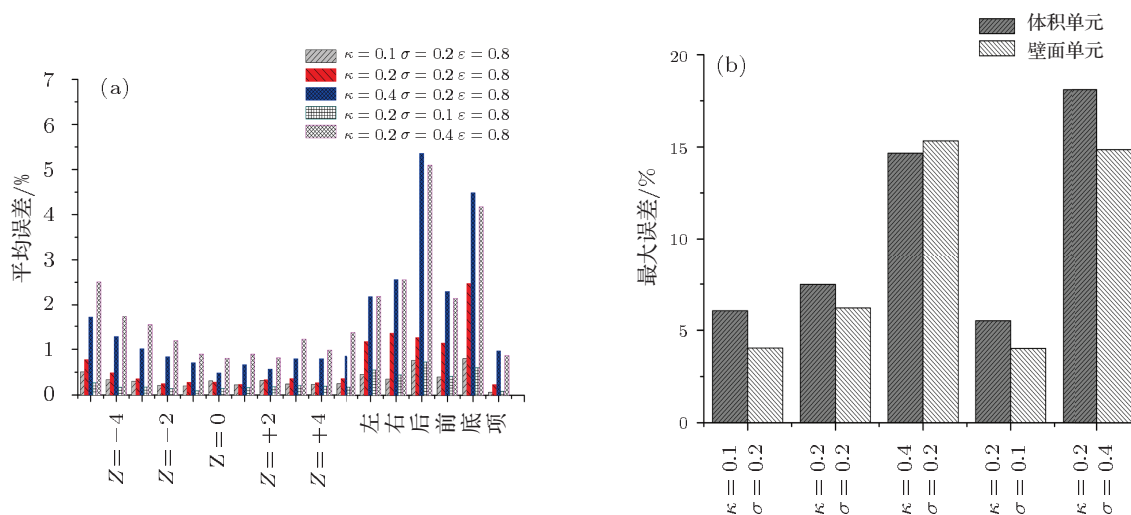 (a)
κ = 0.1 σ = 0.2 ε = 0.8
κ = 0.2 σ = 0.2 ε = 0.8
κ = 0.4 σ = 0.2 ε = 0.8
κ = 0.2 σ = 0.1 ε = 0.8
κ = 0.2 σ = 0.4 ε = 0.8
平均误差/%
7
6
5
4
3
2
1
0
Z = −4
Z = −2
Z = 0
Z = +2
Z = +4
左
右
后
前
底
项
(b)
体积单元
壁面单元
最大误差/%
20
15
10
5
0
κ = 0.1
σ = 0.2
κ = 0.2
σ = 0.2
κ = 0.4
σ = 0.2
κ = 0.2
σ = 0.1
κ = 0.2
σ = 0.4